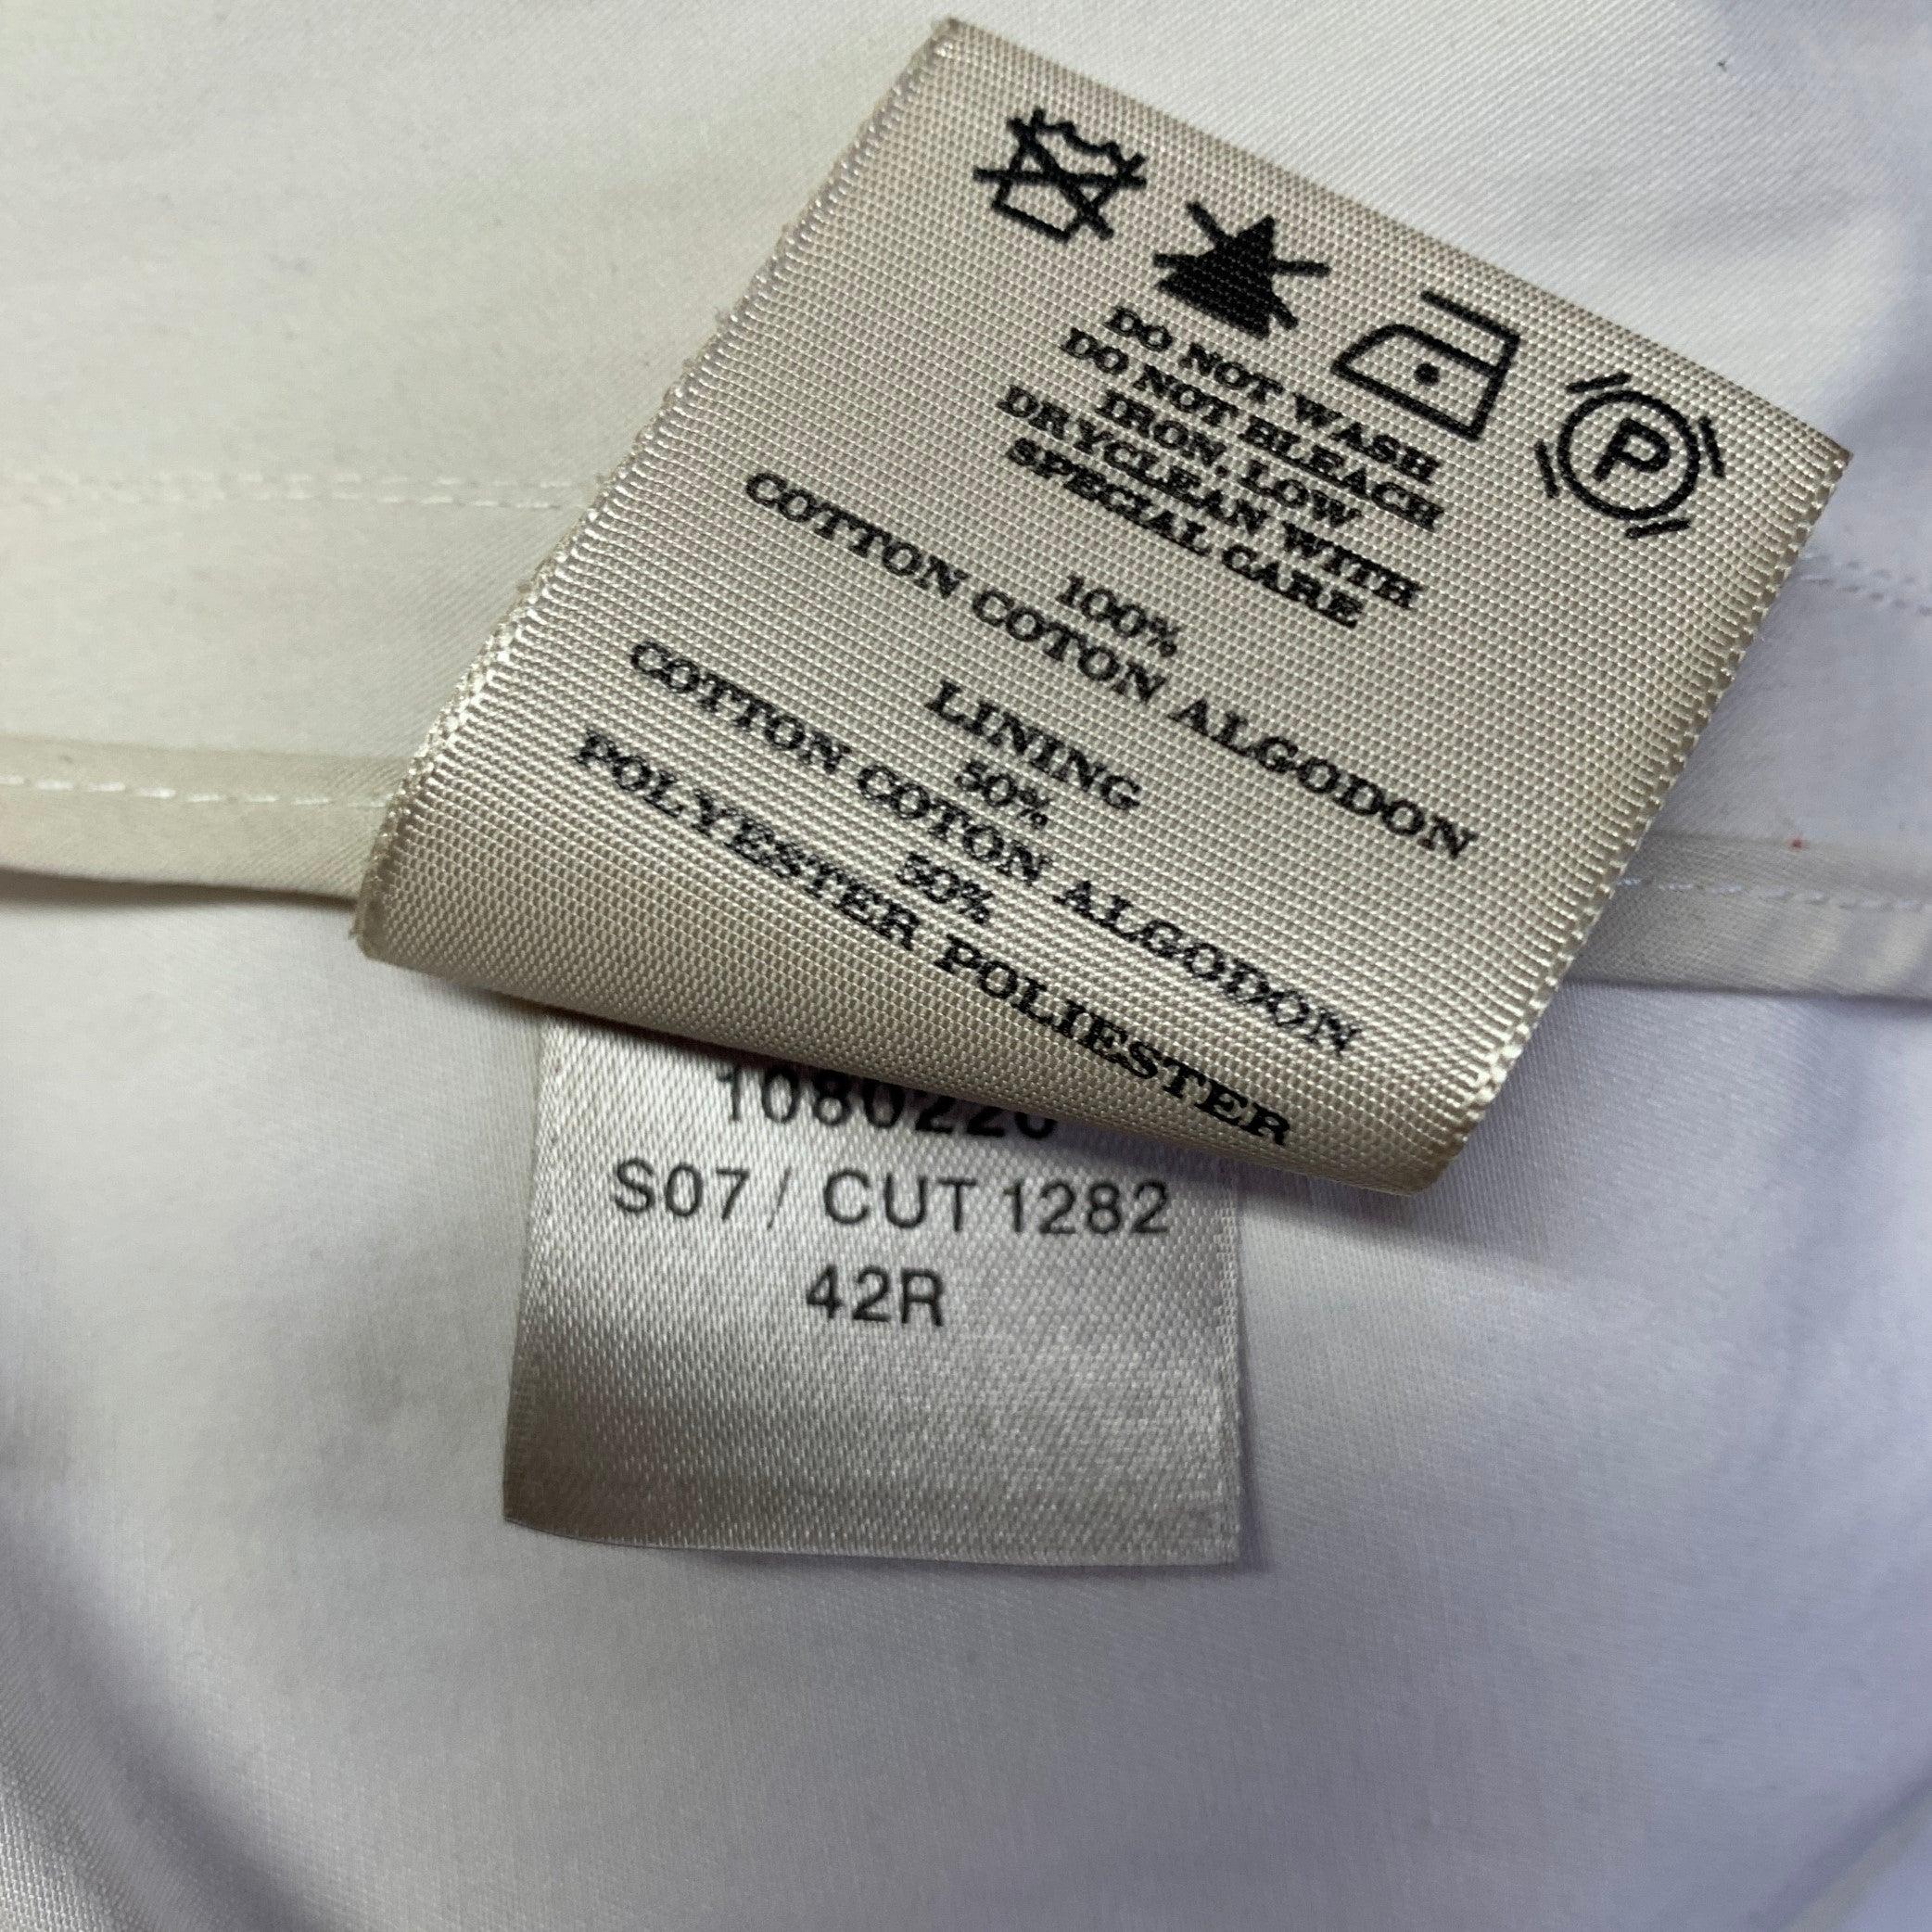 P
DO NOT WASH
DO NOT BLEACH
IRON, LOW
DRYCLEAN WITH
SPECIAL CARE
100%
COTTON COTON ALGODON
LINING
50%
COTTON COTON ALGODON
50%
POLYESTER POLIESTER
S07 / CUT 1282
42R